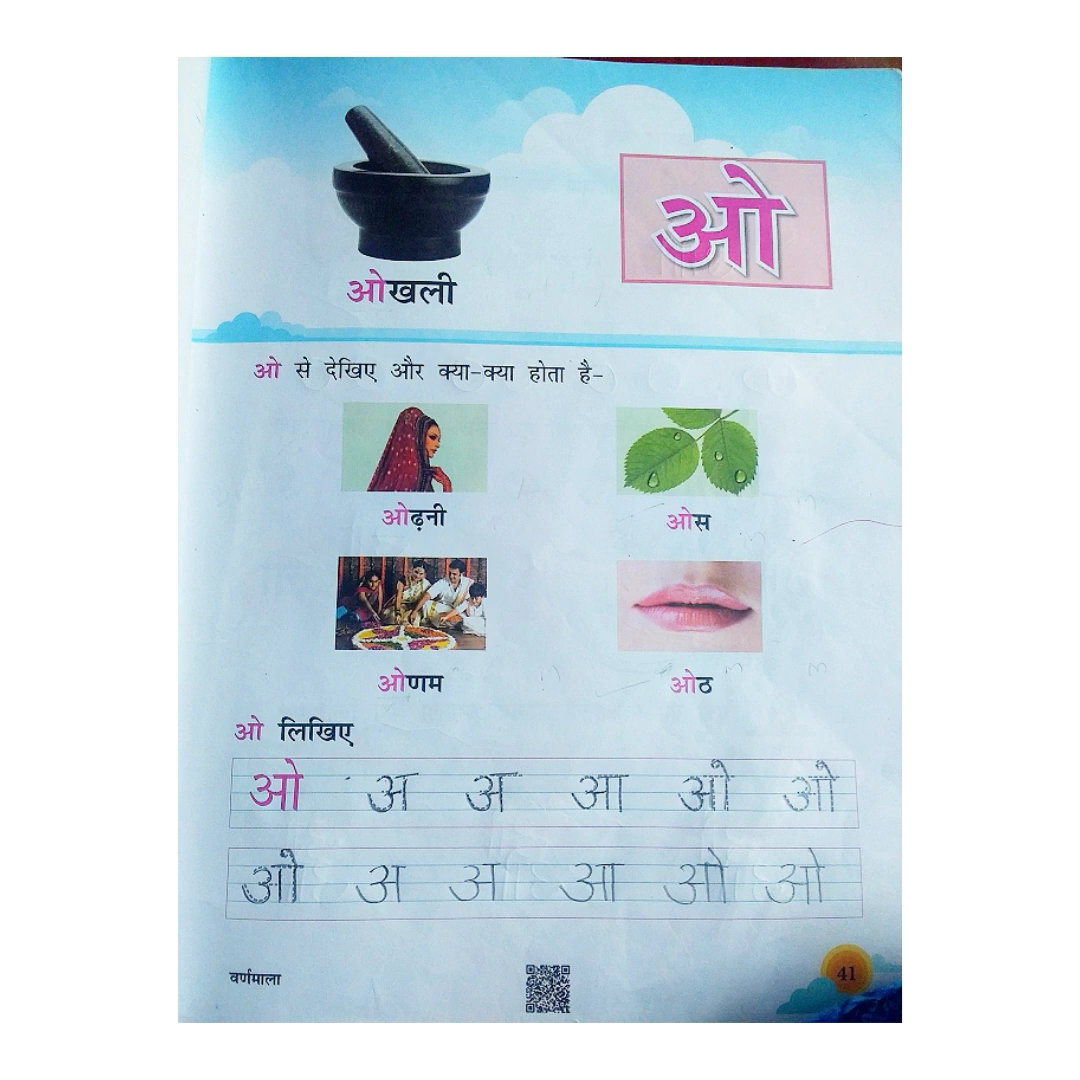 ओ
ओखली
ओ से देखिए और क्या-क्या होता है-
ओढ़नी ओस
ओणम ओठ
ओ लिखिए
ओ अ अ आ ओ ओ
ओ अ अ आ ओ ओ
वर्णमाला 41